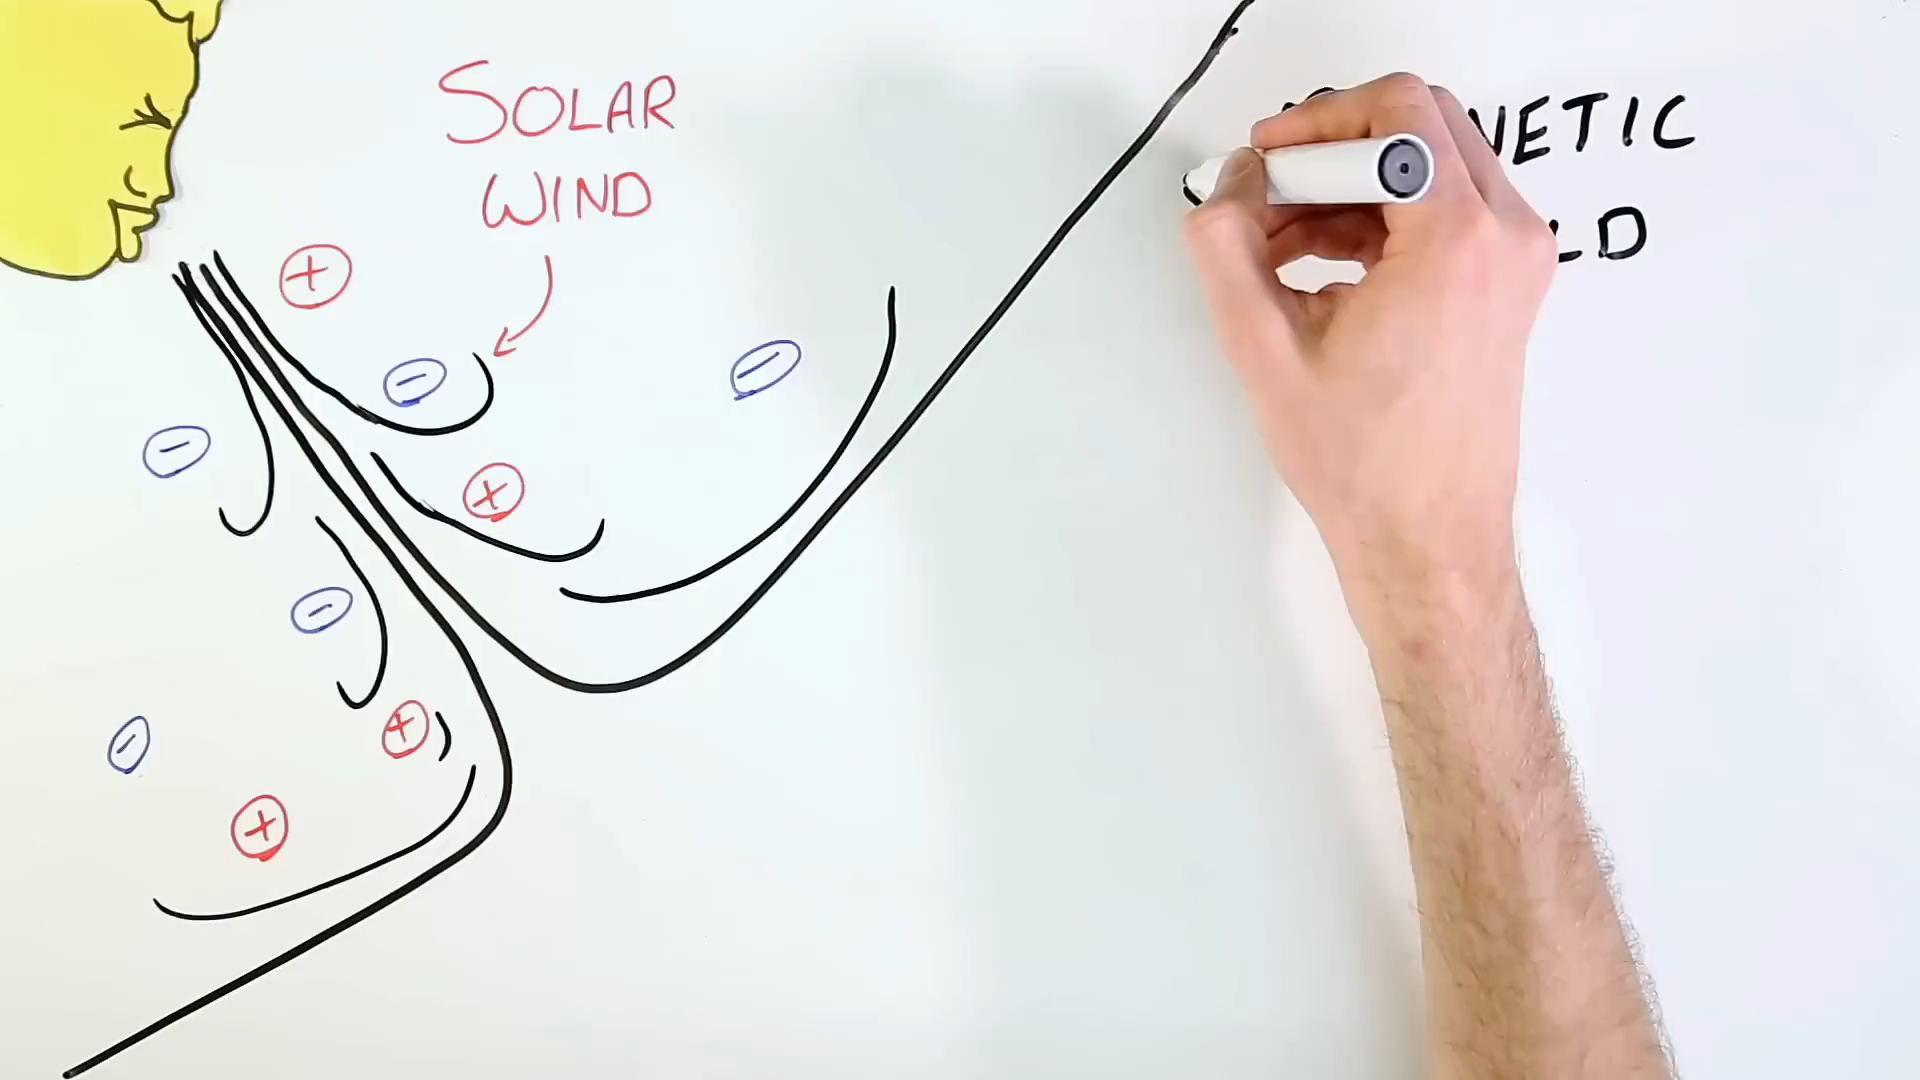 SOLAR
WIND
NETIC
LD
+
-
-
-
+
-
+
-
+